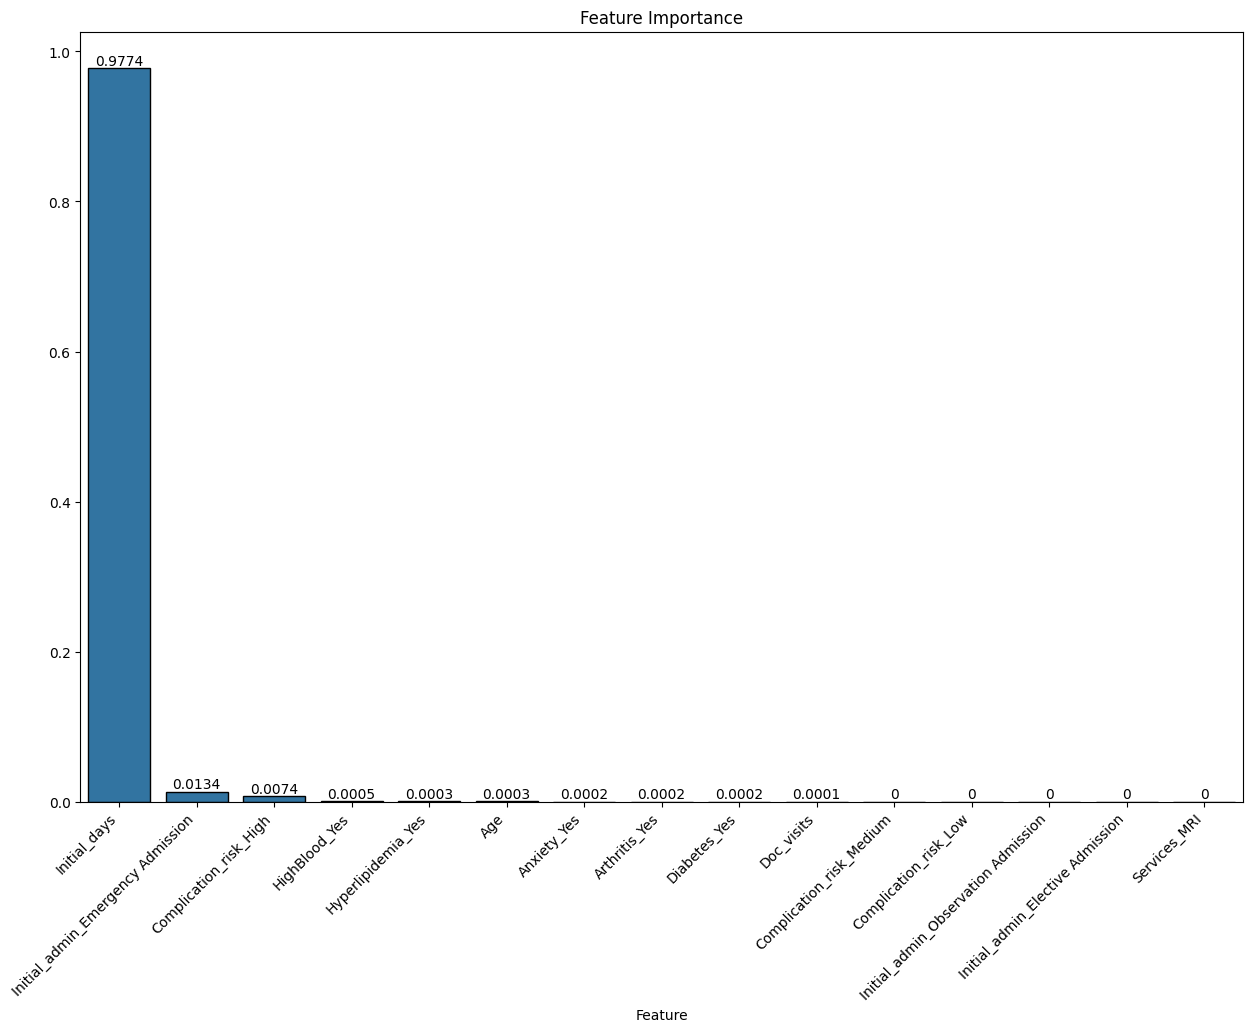 Feature Importance
1.0
0.8
0.6
0.4
0.2
0.0
0.9774
0.0134
0.0074
0.0005
0.0003
0.0003
0.0002
0.0002
0.0002
0.0001
0
0
0
0
0
Initial_days
Initial_admin_Emergency Admission
Complication_risk_High
HighBlood_Yes
Hyperlipidemia_Yes
Age
Anxiety_Yes
Arthritis_Yes
Diabetes_Yes
Doc_visits
Complication_risk_Medium
Complication_risk_Low
Initial_admin_Observation Admission
Initial_admin_Elective Admission
Services_MRI
Feature